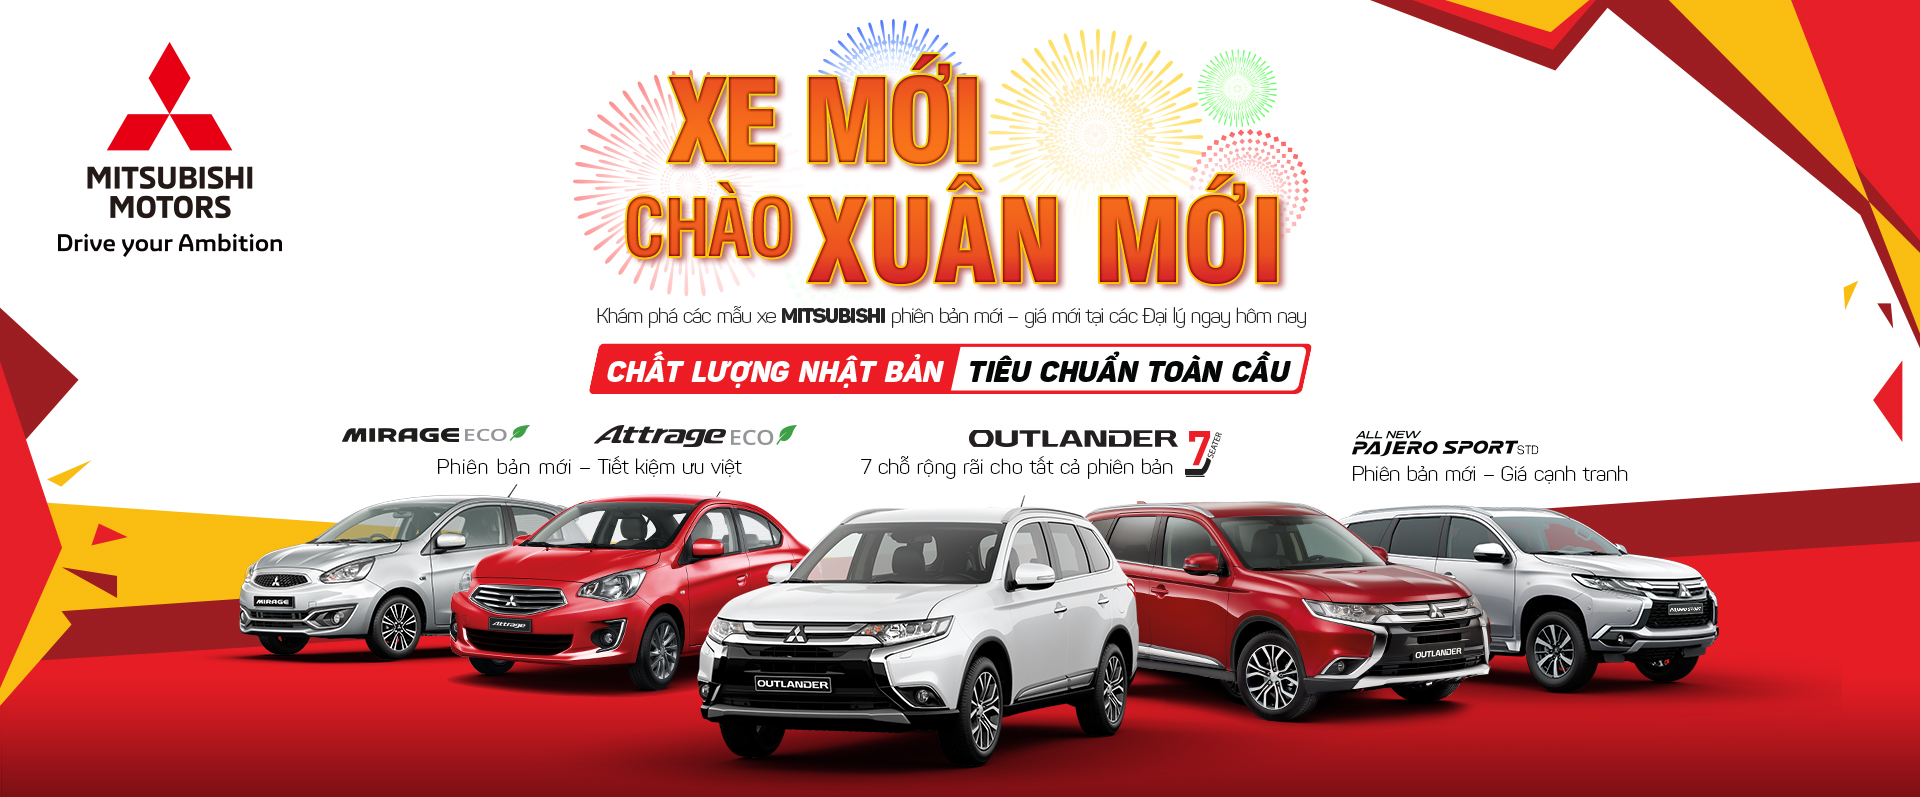 MITSUBISHI
MOTORS
Drive your Ambition
XE MỚI
CHÀO XUÂN MỚI
Khám phá các mẫu xe MITSUBISHI phiên bản mới – giá mới tại các Đại lý ngay hôm nay
CHẤT LƯỢNG NHẬT BẢN TIÊU CHUẨN TOÀN CẦU
MIRAGE ECO
Attrage ECO
Phiên bản mới – Tiết kiệm ưu việt
OUTLANDER 7 SEATER
7 chỗ rộng rãi cho tất cả phiên bản
ALL NEW
PAJERO SPORT STD
Phiên bản mới – Giá cạnh tranh
MIRAGE
Attrage
OUTLANDER
OUTLANDER
PAJERO SPORT